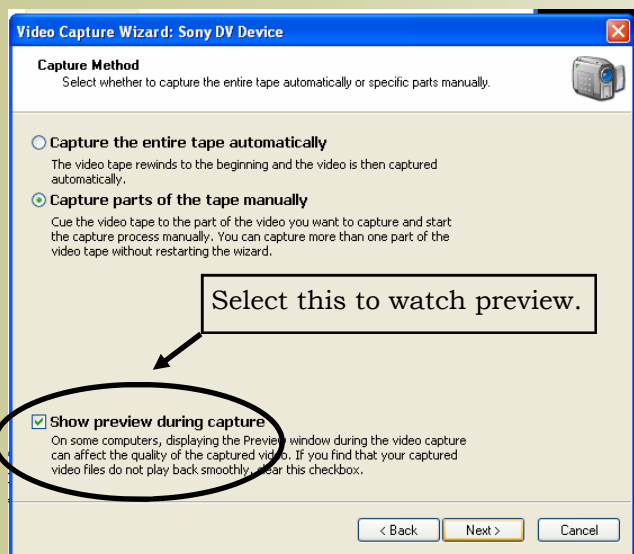 Video Capture Wizard: Sony DV Device
Capture Method
Select whether to capture the entire tape automatically or specific parts manually.
Capture the entire tape automatically
The video tape rewinds to the beginning and the video is then captured
automatically.
Capture parts of the tape manually
Cue the video tape to the part of the video you want to capture and start
the capture process manually. You can capture more than one part of the
video tape without restarting the wizard.
Select this to watch preview.
Show preview during capture
On some computers, displaying the Preview window during the video capture
can affect the quality of the captured video. If you find that your captured
video files do not play back smoothly, clear this checkbox.
< Back Next > Cancel